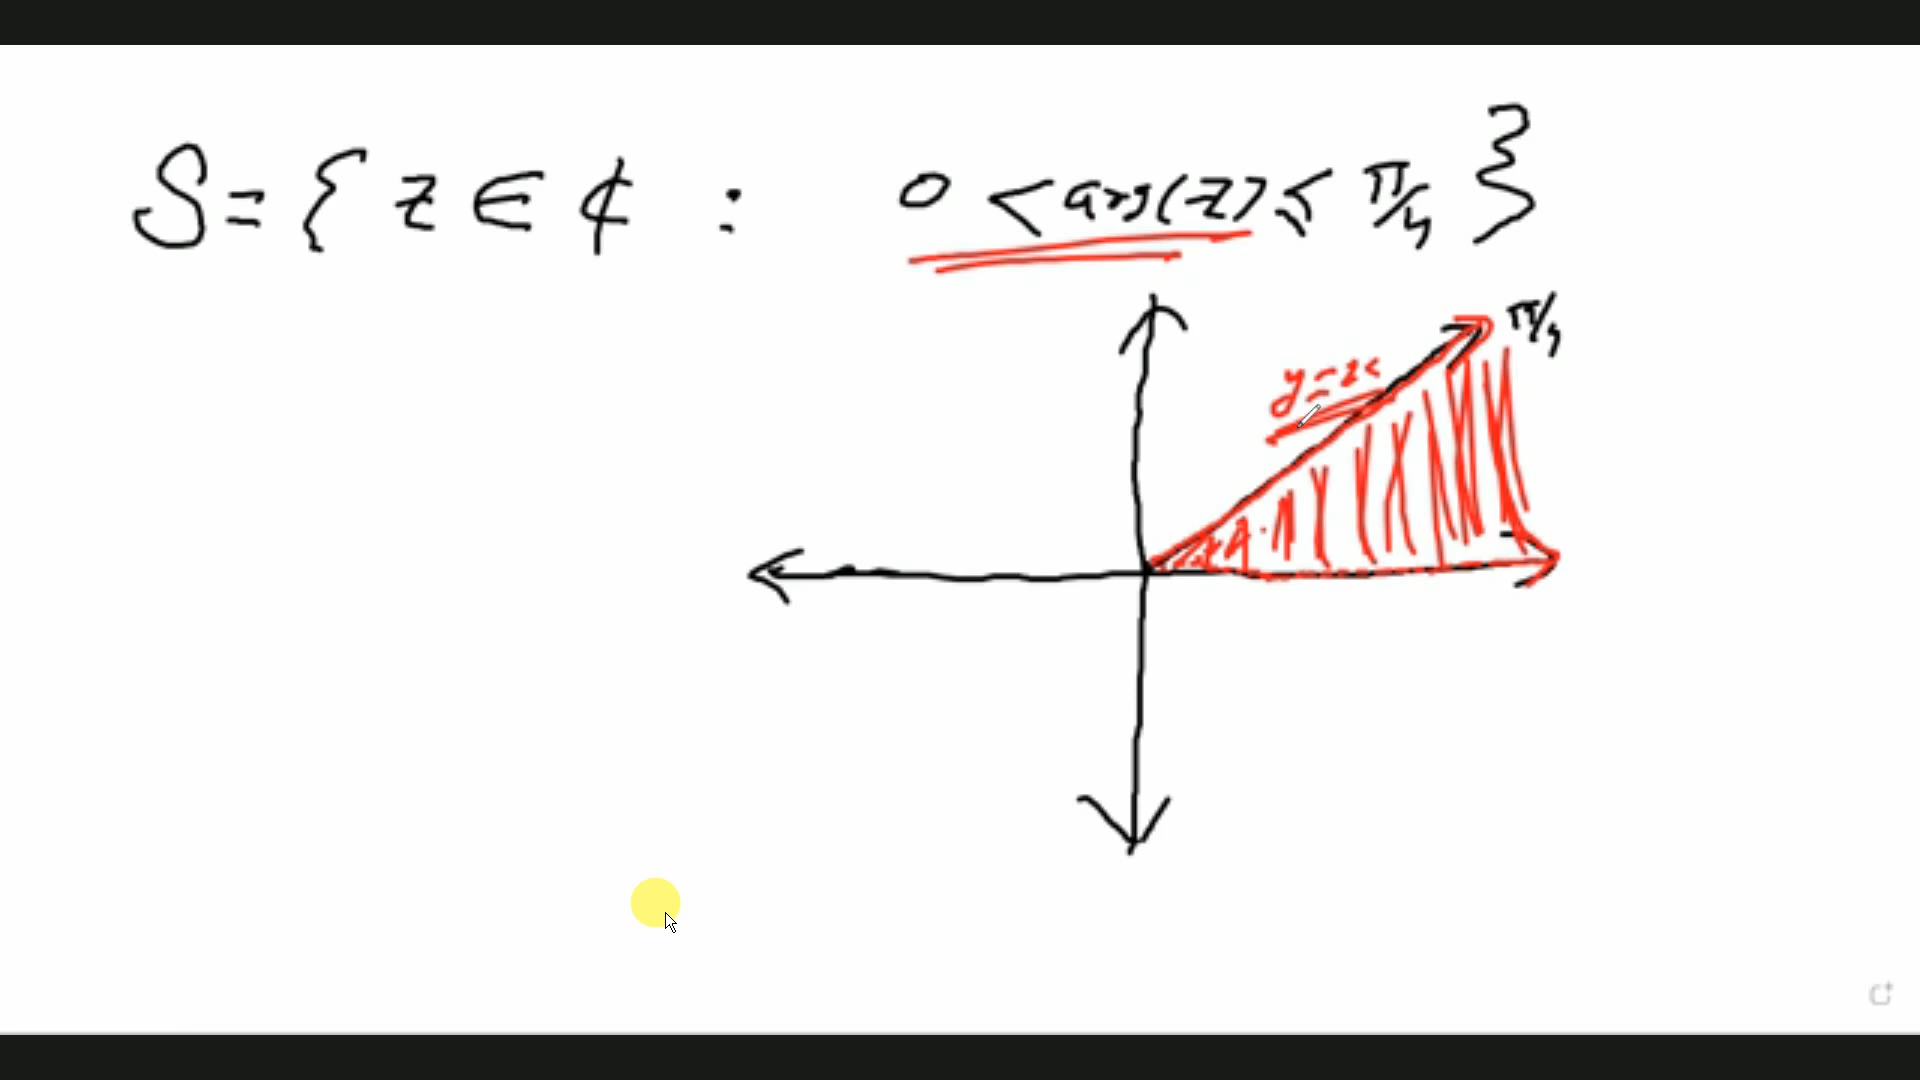 S = { z ∈ ₵ : 0 < arg(z) ≤ π/4 }
π/4
y = x